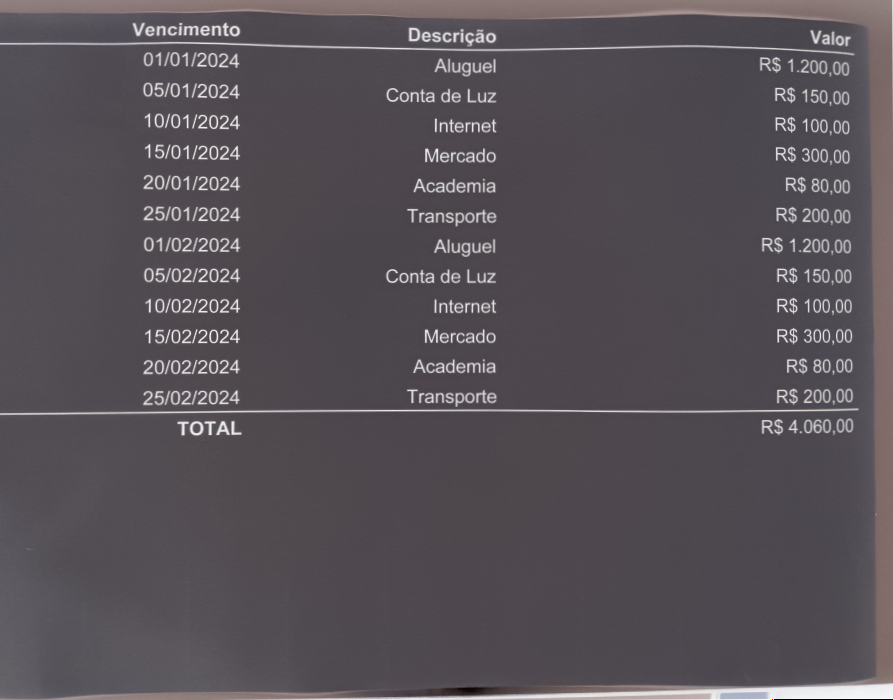 Vencimento Descrição Valor
01/01/2024 Aluguel R$ 1.200,00
05/01/2024 Conta de Luz R$ 150,00
10/01/2024 Internet R$ 100,00
15/01/2024 Mercado R$ 300,00
20/01/2024 Academia R$ 80,00
25/01/2024 Transporte R$ 200,00
01/02/2024 Aluguel R$ 1.200,00
05/02/2024 Conta de Luz R$ 150,00
10/02/2024 Internet R$ 100,00
15/02/2024 Mercado R$ 300,00
20/02/2024 Academia R$ 80,00
25/02/2024 Transporte R$ 200,00
TOTAL R$ 4.060,00